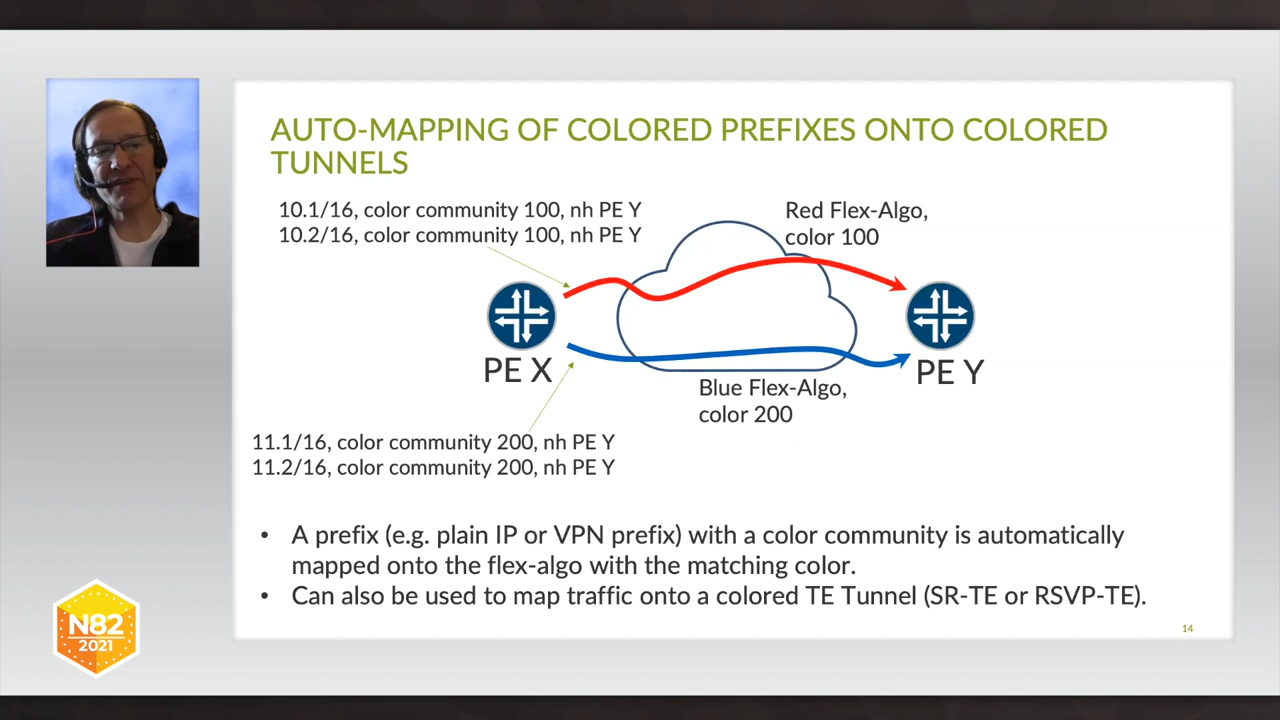 AUTO-MAPPING OF COLORED PREFIXES ONTO COLORED
TUNNELS
10.1/16, color community 100, nh PE Y
10.2/16, color community 100, nh PE Y
Red Flex-Algo,
color 100
PE X
PE Y
Blue Flex-Algo,
color 200
11.1/16, color community 200, nh PE Y
11.2/16, color community 200, nh PE Y
• A prefix (e.g. plain IP or VPN prefix) with a color community is automatically
mapped onto the flex-algo with the matching color.
• Can also be used to map traffic onto a colored TE Tunnel (SR-TE or RSVP-TE).
14
N82
2021